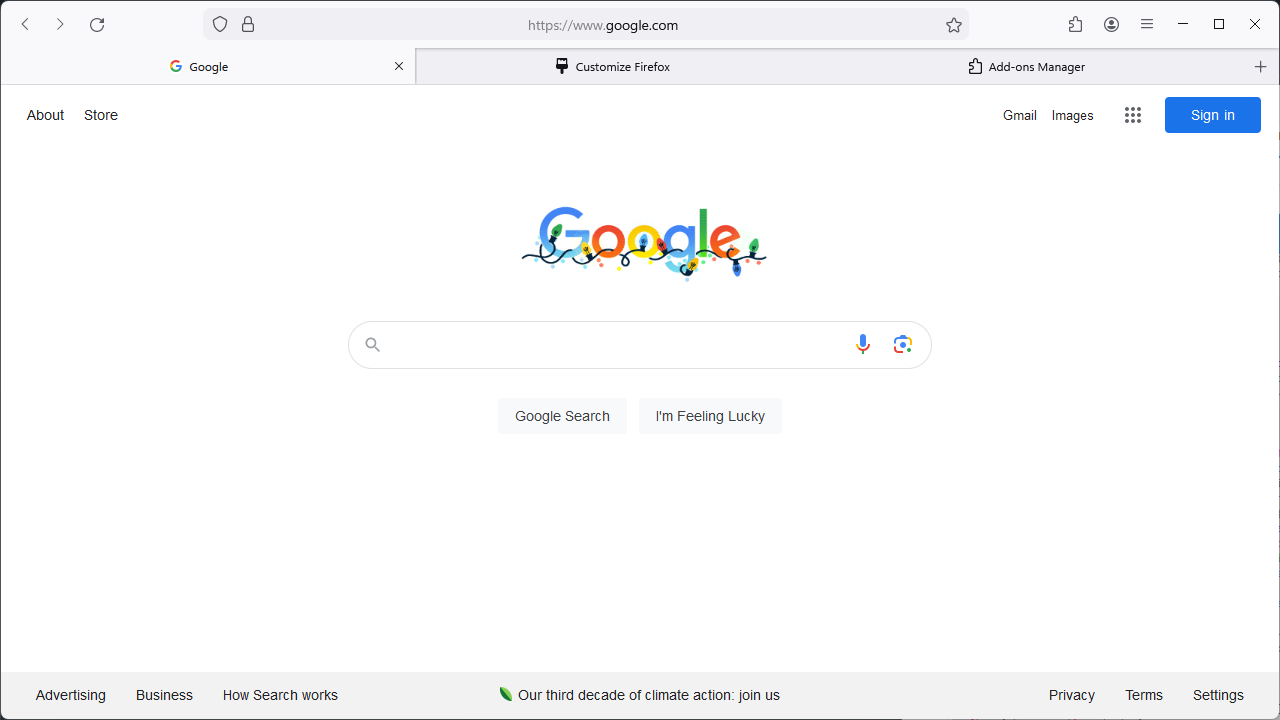 https://www.google.com
Google
Customize Firefox
Add-ons Manager
About
Store
Gmail
Images
Sign in
Google
Google Search
I'm Feeling Lucky
Advertising
Business
How Search works
Our third decade of climate action: join us
Privacy
Terms
Settings